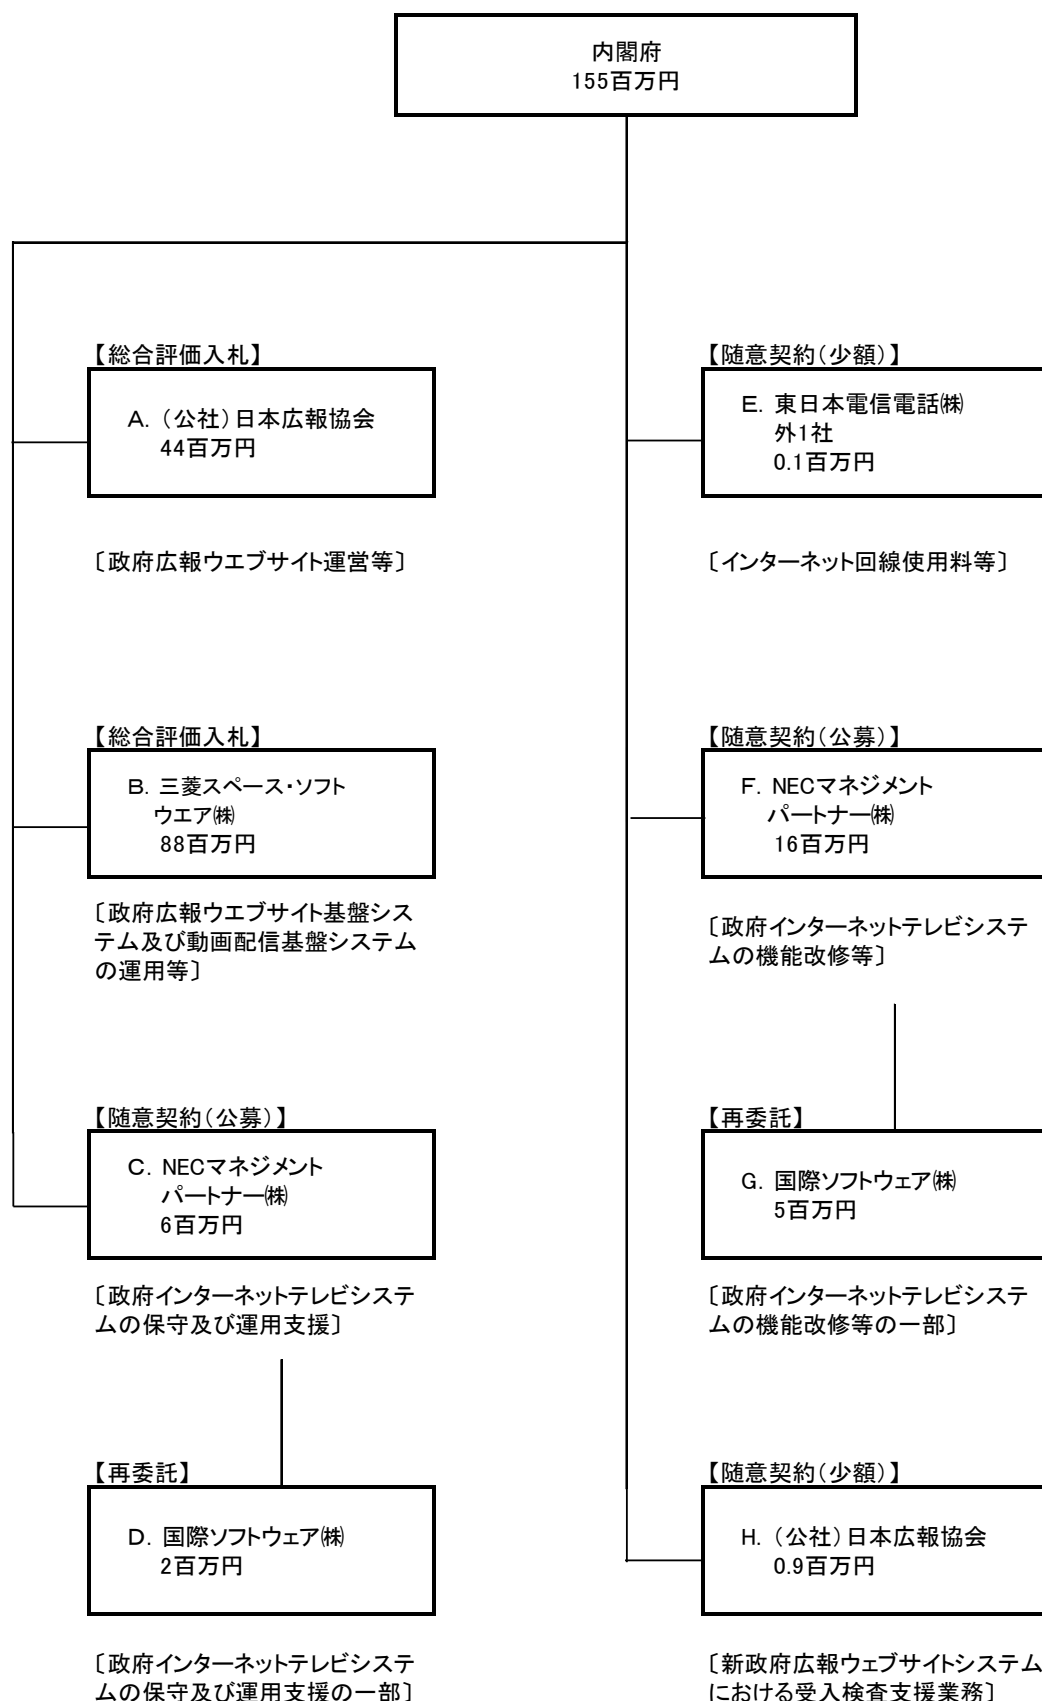 内閣府
155百万円
【総合評価入札】
A. （公社）日本広報協会
44百万円
〔政府広報ウエブサイト運営等〕
【総合評価入札】
B. 三菱スペース・ソフト
ウエア㈱
88百万円
〔政府広報ウエブサイト基盤シス
テム及び動画配信基盤システム
の運用等〕
【随意契約（公募）】
C. NECマネジメント
パートナー㈱
6百万円
〔政府インターネットテレビシステ
ムの保守及び運用支援〕
【再委託】
D. 国際ソフトウェア㈱
2百万円
〔政府インターネットテレビシステ
ムの保守及び運用支援の一部〕
【随意契約（少額）】
E. 東日本電信電話㈱
外1社
0.1百万円
〔インターネット回線使用料等〕
【随意契約（公募）】
F. NECマネジメント
パートナー㈱
16百万円
〔政府インターネットテレビシステ
ムの機能改修等〕
【再委託】
G. 国際ソフトウェア㈱
5百万円
〔政府インターネットテレビシステ
ムの機能改修等の一部〕
【随意契約（少額）】
H. （公社）日本広報協会
0.9百万円
〔新政府広報ウェブサイトシステム
における受入検査支援業務〕